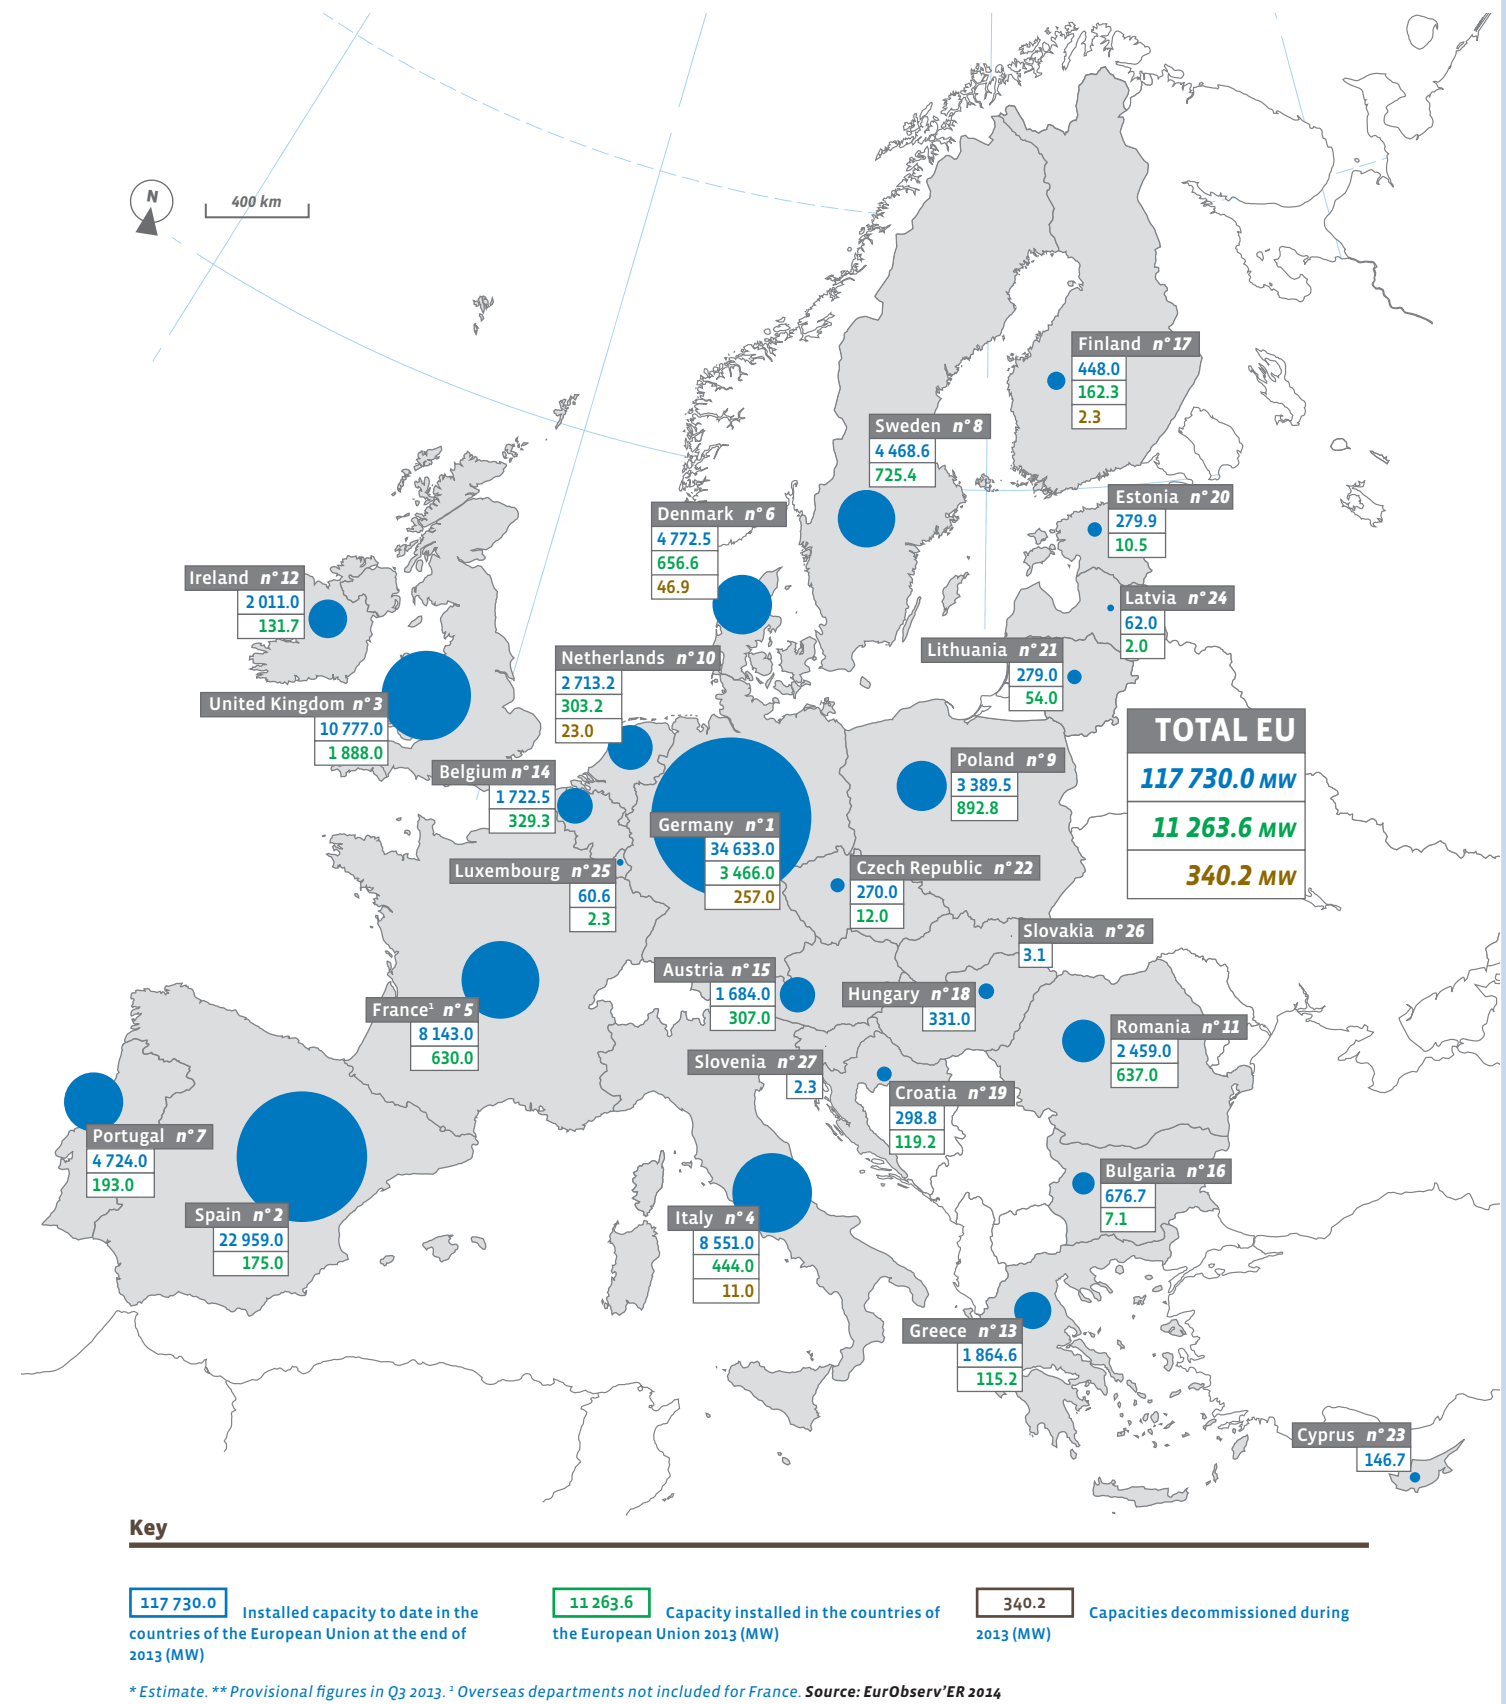 N
400 km
Finland n° 17
448.0
162.3
2.3
Sweden n° 8
4 468.6
725.4
Estonia n° 20
279.9
10.5
Denmark n° 6
4 772.5
656.6
46.9
Ireland n° 12
2 011.0
131.7
Latvia n° 24
62.0
2.0
Lithuania n° 21
279.0
54.0
Netherlands n° 10
2 713.2
303.2
23.0
United Kingdom n° 3
10 777.0
1 888.0
TOTAL EU
117 730.0 MW
11 263.6 MW
340.2 MW
Poland n° 9
3 389.5
892.8
Belgium n° 14
1 722.5
329.3
Germany n° 1
34 633.0
3 466.0
257.0
Luxembourg n° 25
60.6
2.3
Czech Republic n° 22
270.0
12.0
Slovakia n° 26
3.1
Austria n° 15
1 684.0
307.0
Hungary n° 18
331.0
France¹ n° 5
8 143.0
630.0
Romania n° 11
2 459.0
637.0
Slovenia n° 27
2.3
Croatia n° 19
298.8
119.2
Portugal n° 7
4 724.0
193.0
Bulgaria n° 16
676.7
7.1
Spain n° 2
22 959.0
175.0
Italy n° 4
8 551.0
444.0
11.0
Greece n° 13
1 864.6
115.2
Cyprus n° 23
146.7
Key
117 730.0 Installed capacity to date in the
countries of the European Union at the end of
2013 (MW)
11 263.6 Capacity installed in the countries of
the European Union 2013 (MW)
340.2 Capacities decommissioned during
2013 (MW)
* Estimate. ** Provisional figures in Q3 2013. ¹ Overseas departments not included for France. Source: EurObserv'ER 2014